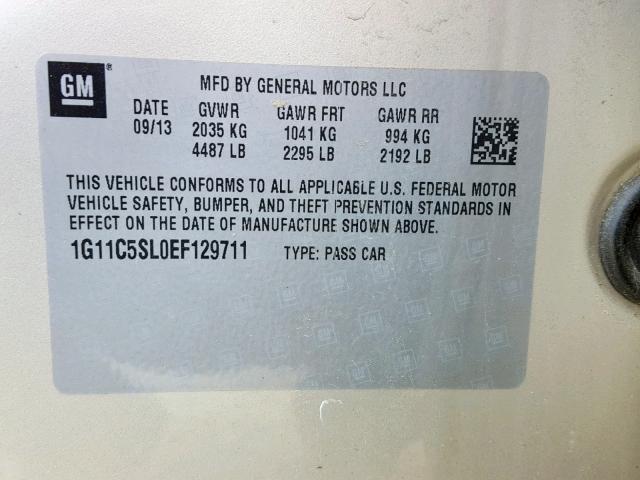 GM ® MFD BY GENERAL MOTORS LLC
DATE GVWR GAWR FRT GAWR RR
09/13 2035 KG 1041 KG 994 KG
4487 LB 2295 LB 2192 LB
THIS VEHICLE CONFORMS TO ALL APPLICABLE U.S. FEDERAL MOTOR
VEHICLE SAFETY, BUMPER, AND THEFT PREVENTION STANDARDS IN
EFFECT ON THE DATE OF MANUFACTURE SHOWN ABOVE.
1G11C5SL0EF129711 TYPE: PASS CAR